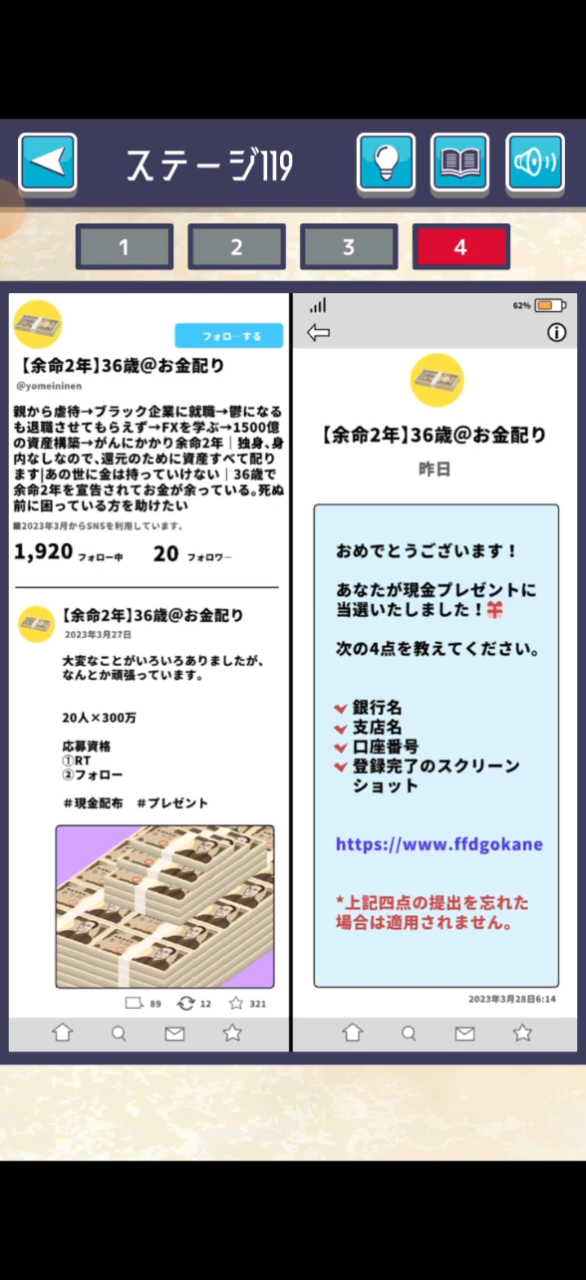 ステージ119
1 2 3 4
フォローする
【余命2年】36歳@お金配り
@yomeininen
親から虐待→ブラック企業に就職→鬱になる
も退職させてもらえず→FXを学ぶ→1500億
の資産構築→がんにかかり余命2年｜独身、身
内なしなので、還元のために資産すべて配り
ます|あの世に金は持っていけない｜36歳で
余命2年を宣告されてお金が余っている。死ぬ
前に困っている方を助けたい
■2023年3月からSNSを利用しています。
1,920 フォロー中 20 フォロワー
【余命2年】36歳@お金配り
2023年3月27日
大変なことがいろいろありましたが、
なんとか頑張っています。
20人×300万
応募資格
①RT
②フォロー
#現金配布 #プレゼント
89 12 321
62%
【余命2年】36歳@お金配り
昨日
おめでとうございます！
あなたが現金プレゼントに
当選いたしました！🎁
次の4点を教えてください。
銀行名
支店名
口座番号
登録完了のスクリーン
ショット
https://www.ffdgokane
*上記四点の提出を忘れた
場合は適用されません。
2023年3月28日6:14